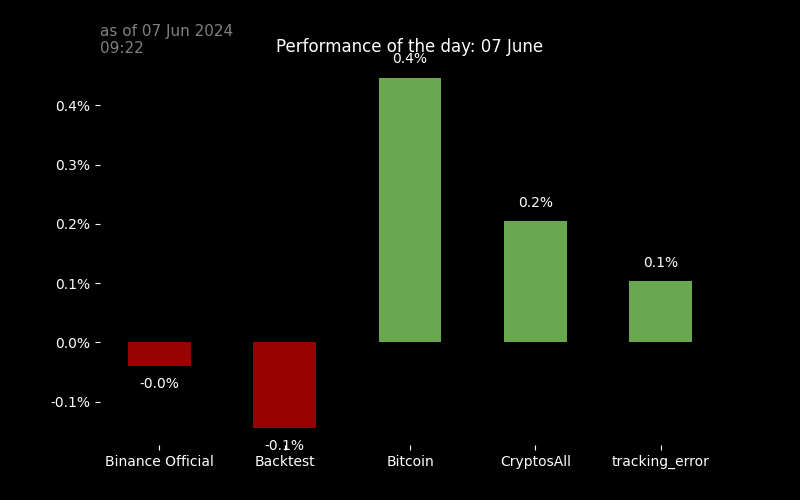 as of 07 Jun 2024
09:22
Performance of the day: 07 June
0.4%
0.4%
0.3%
0.2%
0.2%
0.1%
0.1%
0.0%
-0.0%
-0.1%
-0.1%
Binance Official
Backtest
Bitcoin
CryptosAll
tracking_error